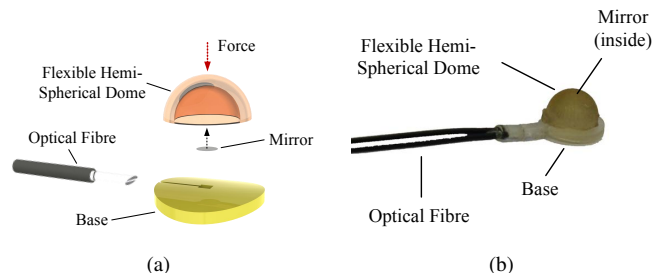 Force
Flexible Hemi-
Spherical Dome
Mirror
Optical Fibre
Base
(a)
Mirror
(inside)
Flexible Hemi-
Spherical Dome
Base
Optical Fibre
(b)